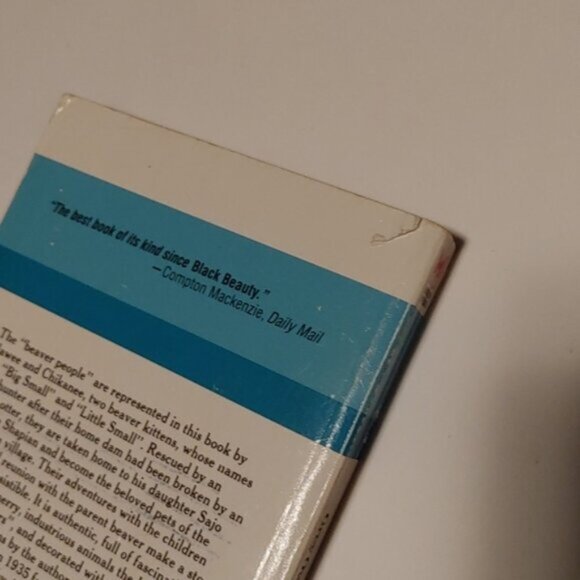 "The best book of its kind since Black Beauty."
—Compton Mackenzie, Daily Mail
The "beaver people" are represented in this book by
and Chikanee, two beaver kittens, whose names
"Big Small" and "Little Small". Rescued by an
hunter after their home dam had been broken by an
otter, they are taken home to his daughter Sajo
Shapian and become the beloved pets of the
village. Their adventures with the children
reunion with the parent beaver make a
It is authentic, full of
industrious animals the
and decorated with
by the author
1935